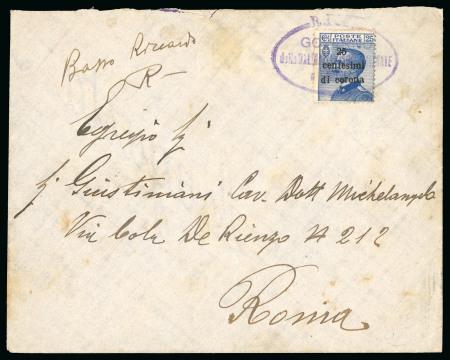 POSTE ITALIANE
25
centesimi
di corona
Basso Riccardo
R
Egregio Sig
Sig Giustiniani Cav. Dott Michelangelo
Via Cola De Rienzo N 212
Roma